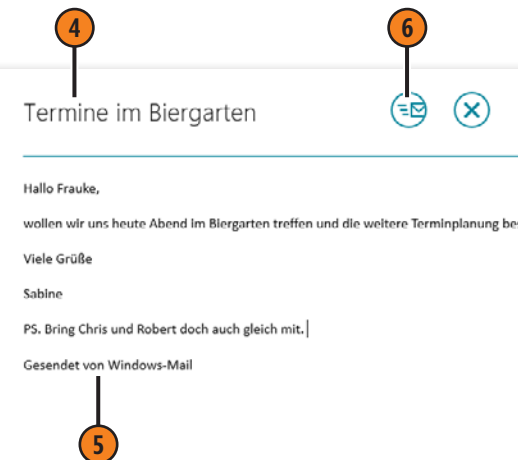 4 6
Termine im Biergarten
Hallo Frauke,
wollen wir uns heute Abend im Biergarten treffen und die weitere Terminplanung
Viele Grüße
Sabine
PS. Bring Chris und Robert doch auch gleich mit.
Gesendet von Windows-Mail
5